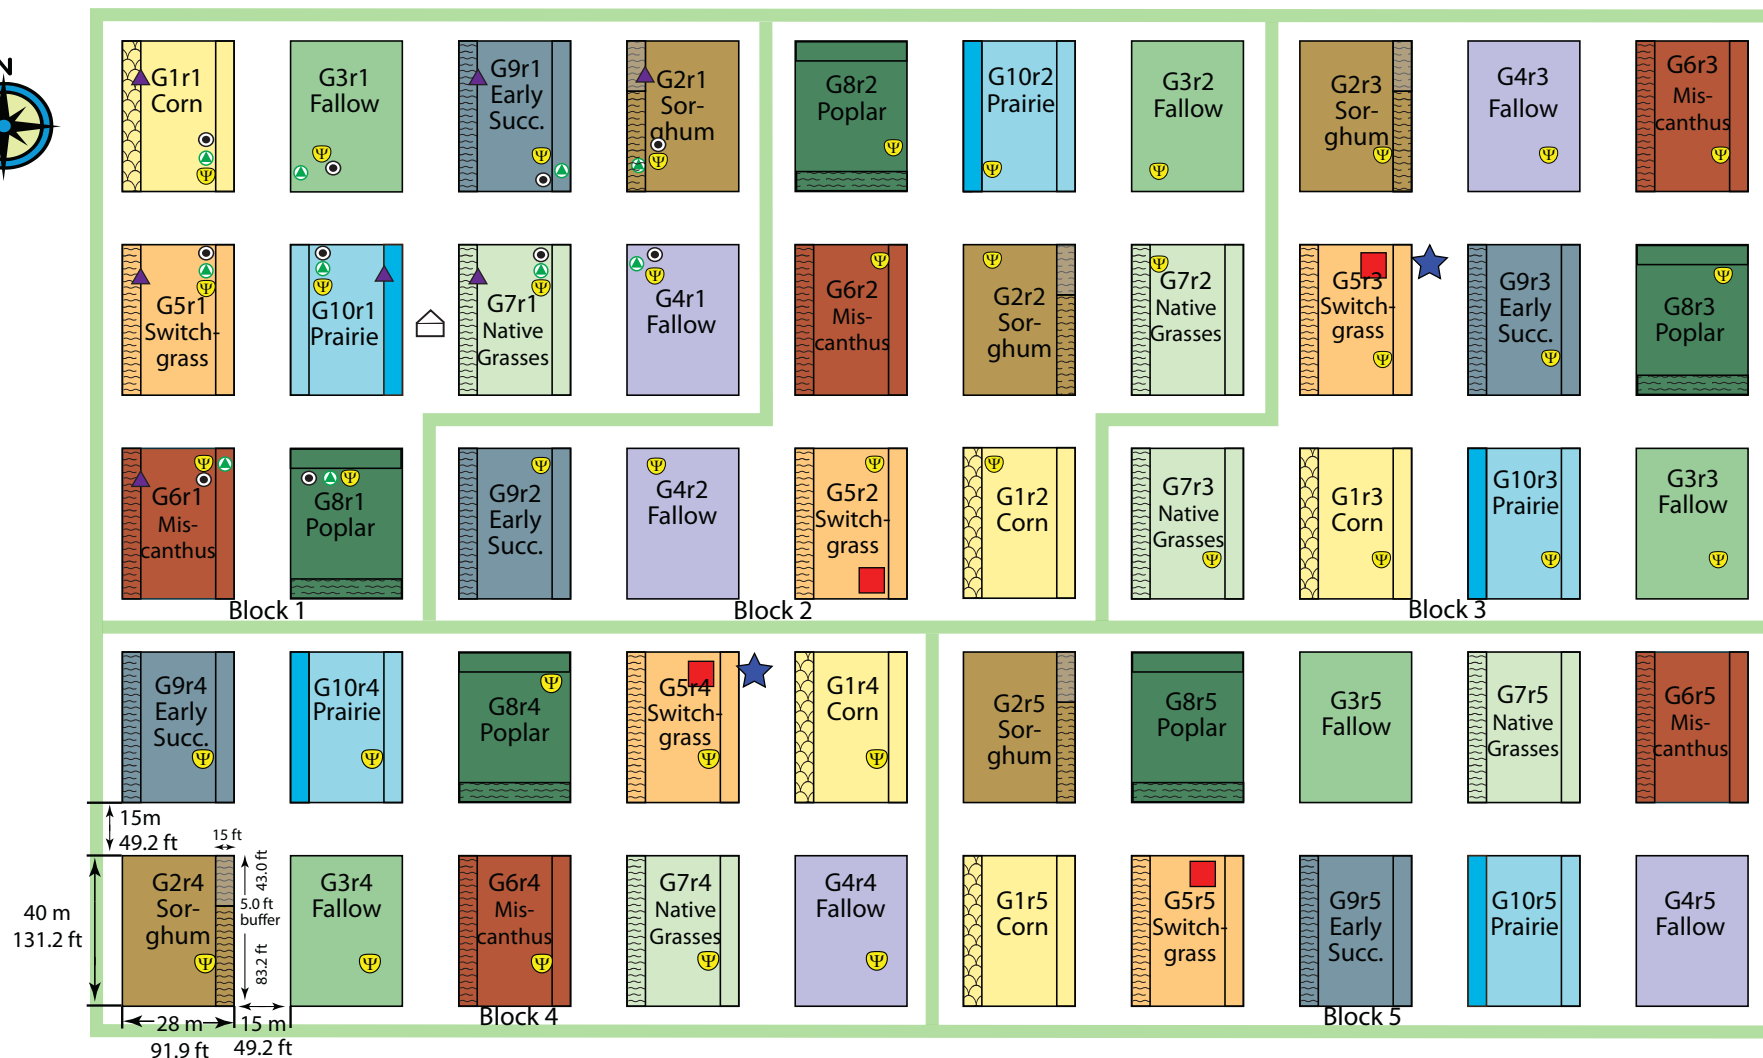 N
G1r1
Corn
G3r1
Fallow
G9r1
Early
Succ.
G2r1
Sor-
ghum
G8r2
Poplar
G10r2
Prairie
G3r2
Fallow
G2r3
Sor-
ghum
G4r3
Fallow
G6r3
Mis-
canthus
G5r1
Switch-
grass
G10r1
Prairie
G7r1
Native
Grasses
G4r1
Fallow
G6r2
Mis-
canthus
G2r2
Sor-
ghum
G7r2
Native
Grasses
G5r3
Switch-
grass
G9r3
Early
Succ.
G8r3
Poplar
G6r1
Mis-
canthus
G8r1
Poplar
G9r2
Early
Succ.
G4r2
Fallow
G5r2
Switch-
grass
G1r2
Corn
G7r3
Native
Grasses
G1r3
Corn
G10r3
Prairie
G3r3
Fallow
Block 1
Block 2
Block 3
G9r4
Early
Succ.
G10r4
Prairie
G8r4
Poplar
G5r4
Switch-
grass
G1r4
Corn
G2r5
Sor-
ghum
G8r5
Poplar
G3r5
Fallow
G7r5
Native
Grasses
G6r5
Mis-
canthus
15m
49.2 ft
15 ft
G2r4
Sor-
ghum
43.0 ft
5.0 ft
buffer
83.2 ft
G3r4
Fallow
G6r4
Mis-
canthus
G7r4
Native
Grasses
G4r4
Fallow
G1r5
Corn
G5r5
Switch-
grass
G9r5
Early
Succ.
G10r5
Prairie
G4r5
Fallow
40 m
131.2 ft
28 m
91.9 ft
15 m
49.2 ft
Block 4
Block 5